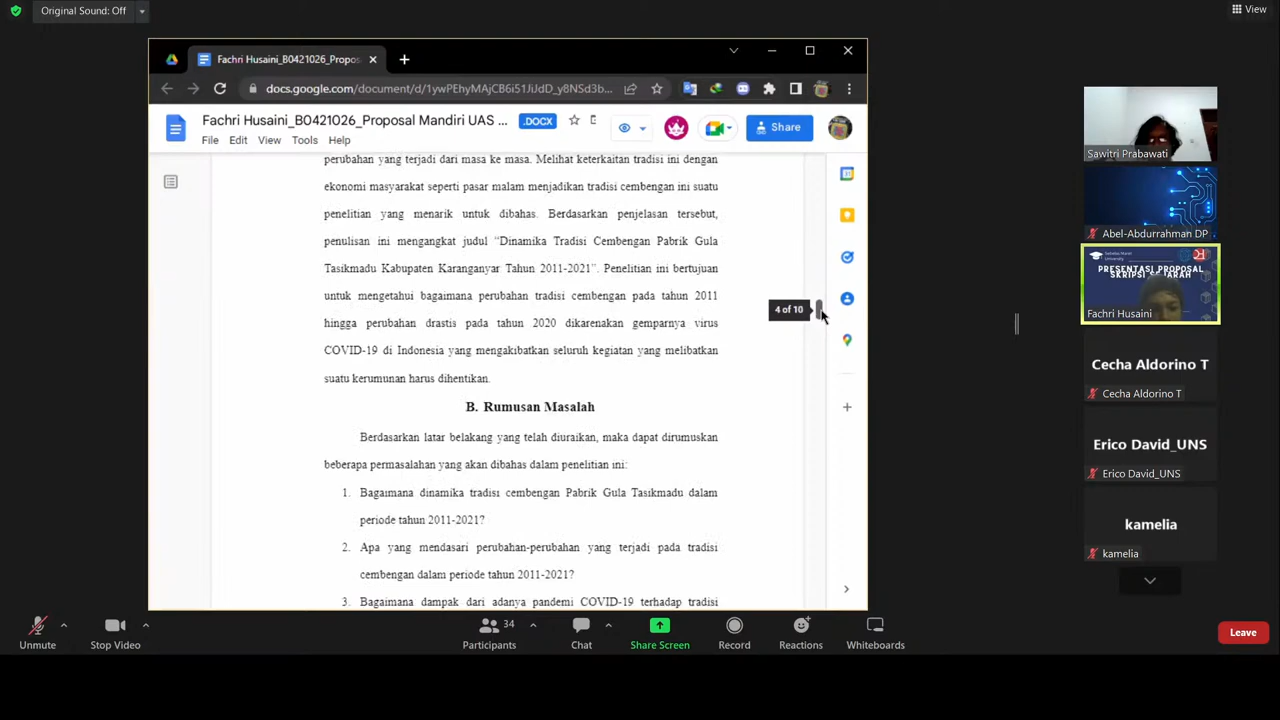 Original Sound: Off
View
Fachri Husaini_B0421026_Propos
docs.google.com/document/d/1ywPEhyMAjCB6i51JiJdD_y8NSd3b...
Fachri Husaini_B0421026_Proposal Mandiri UAS ...
.DOCX
Share
File Edit View Tools Help
perubahan yang terjadi dari masa ke masa. Melihat keterkaitan tradisi ini dengan
ekonomi masyarakat seperti pasar malam menjadikan tradisi cembengan ini suatu
penelitian yang menarik untuk dibahas. Berdasarkan penjelasan tersebut,
penulisan ini mengangkat judul “Dinamika Tradisi Cembengan Pabrik Gula
Tasikmadu Kabupaten Karanganyar Tahun 2011-2021”. Penelitian ini bertujuan
untuk mengetahui bagaimana perubahan tradisi cembengan pada tahun 2011
hingga perubahan drastis pada tahun 2020 dikarenakan gemparnya virus
COVID-19 di Indonesia yang mengakibatkan seluruh kegiatan yang melibatkan
suatu kerumunan harus dihentikan.
4 of 10
B. Rumusan Masalah
Berdasarkan latar belakang yang telah diuraikan, maka dapat dirumuskan
beberapa permasalahan yang akan dibahas dalam penelitian ini:
1. Bagaimana dinamika tradisi cembengan Pabrik Gula Tasikmadu dalam
periode tahun 2011-2021?
2. Apa yang mendasari perubahan-perubahan yang terjadi pada tradisi
cembengan dalam periode tahun 2011-2021?
3. Bagaimana dampak dari adanya pandemi COVID-19 terhadap tradisi
Sawitri Prabawati
Abel-Abdurrahman DP
PRESENTASI PROPOSAL
SKRIPSI SEJARAH
Fachri Husaini
Cecha Aldorino T
Cecha Aldorino T
Erico David_UNS
Erico David_UNS
kamelia
kamelia
Unmute
Stop Video
34
Participants
Chat
Share Screen
Record
Reactions
Whiteboards
Leave